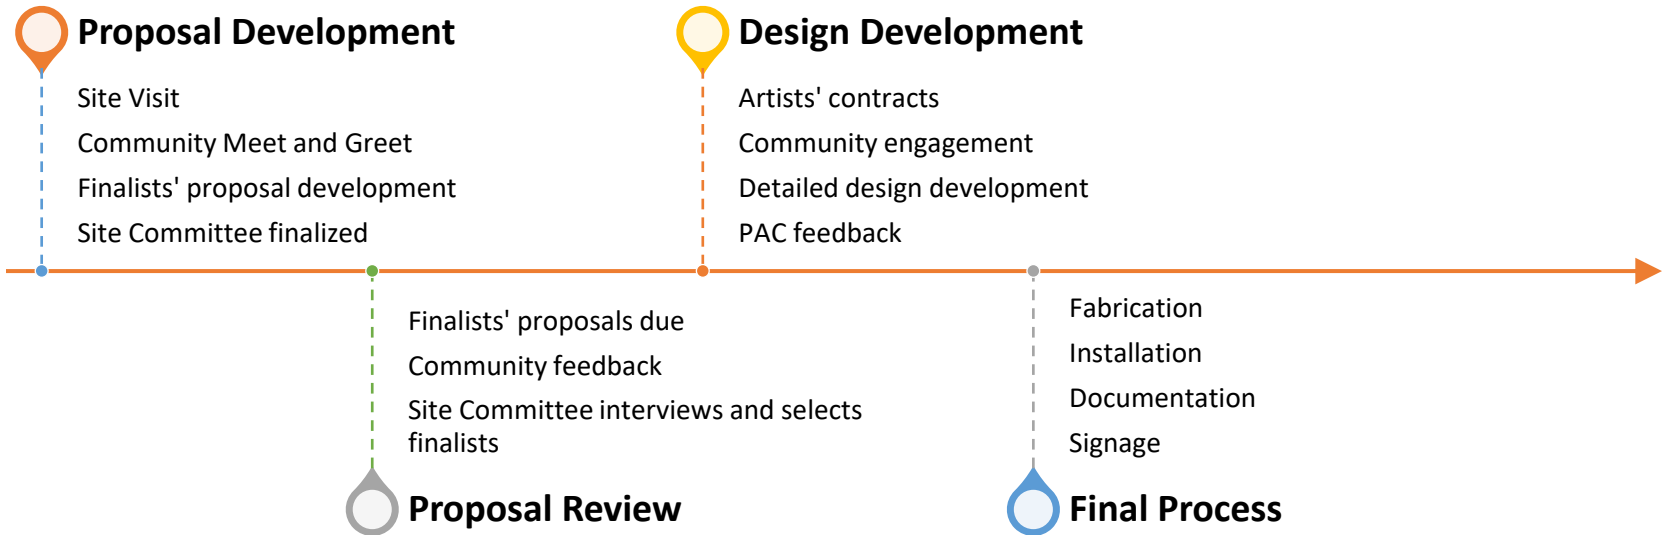 Proposal Development
Site Visit
Community Meet and Greet
Finalists' proposal development
Site Committee finalized
Finalists' proposals due
Community feedback
Site Committee interviews and selects
finalists
Proposal Review
Design Development
Artists' contracts
Community engagement
Detailed design development
PAC feedback
Fabrication
Installation
Documentation
Signage
Final Process